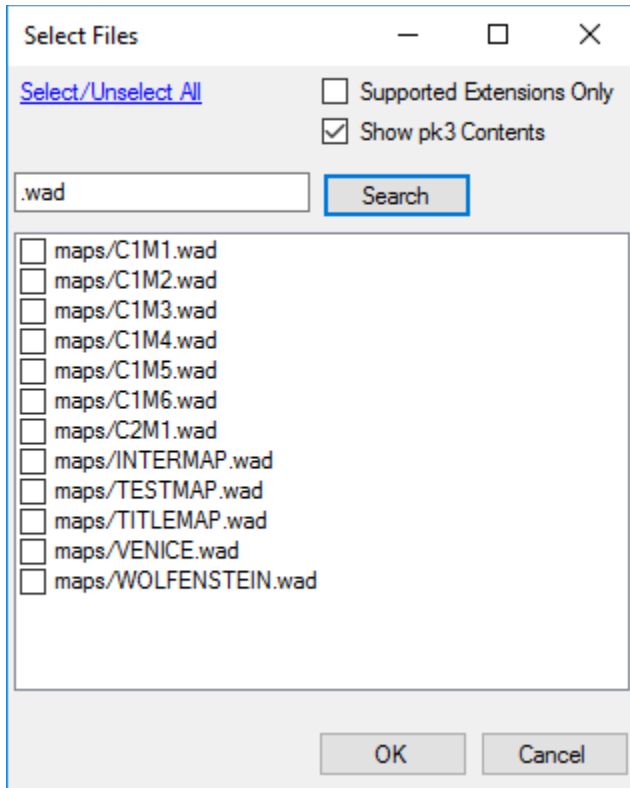 Select Files
Select/Unselect All
Supported Extensions Only
Show pk3 Contents
.wad
Search
maps/C1M1.wad
maps/C1M2.wad
maps/C1M3.wad
maps/C1M4.wad
maps/C1M5.wad
maps/C1M6.wad
maps/C2M1.wad
maps/INTERMAP.wad
maps/TESTMAP.wad
maps/TITLEMAP.wad
maps/VENICE.wad
maps/WOLFENSTEIN.wad
OK
Cancel